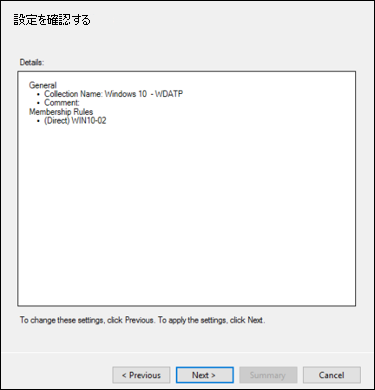 設定を確認する
Details:
General
• Collection Name: Windows 10 - WDATP
• Comment:
Membership Rules
• (Direct) WIN10-02
To change these settings, click Previous. To apply the settings, click Next.
< Previous
Next >
Summary
Cancel